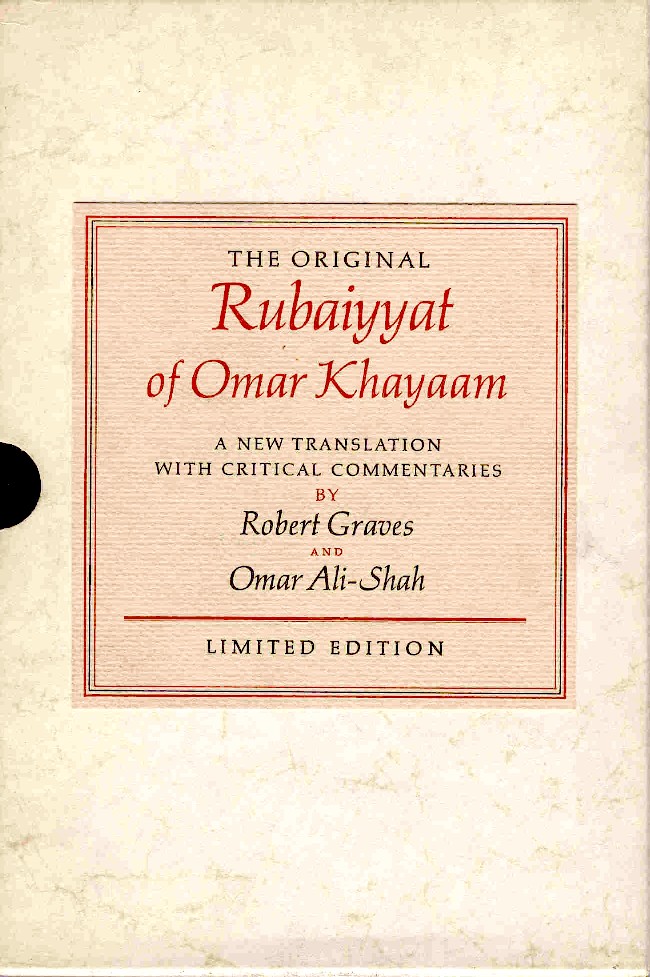 THE ORIGINAL
Rubaiyyat
of Omar Khayaam
A NEW TRANSLATION
WITH CRITICAL COMMENTARIES
BY
Robert Graves
AND
Omar Ali-Shah
LIMITED EDITION